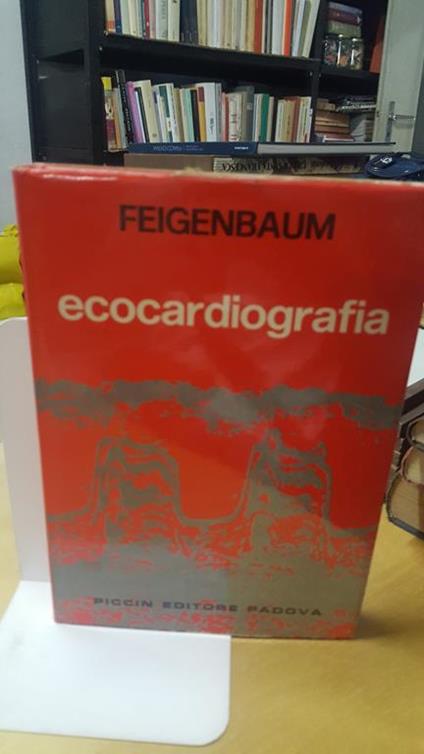 FEIGENBAUM
ecocardiografia
PICCIN EDITORE PADOVA